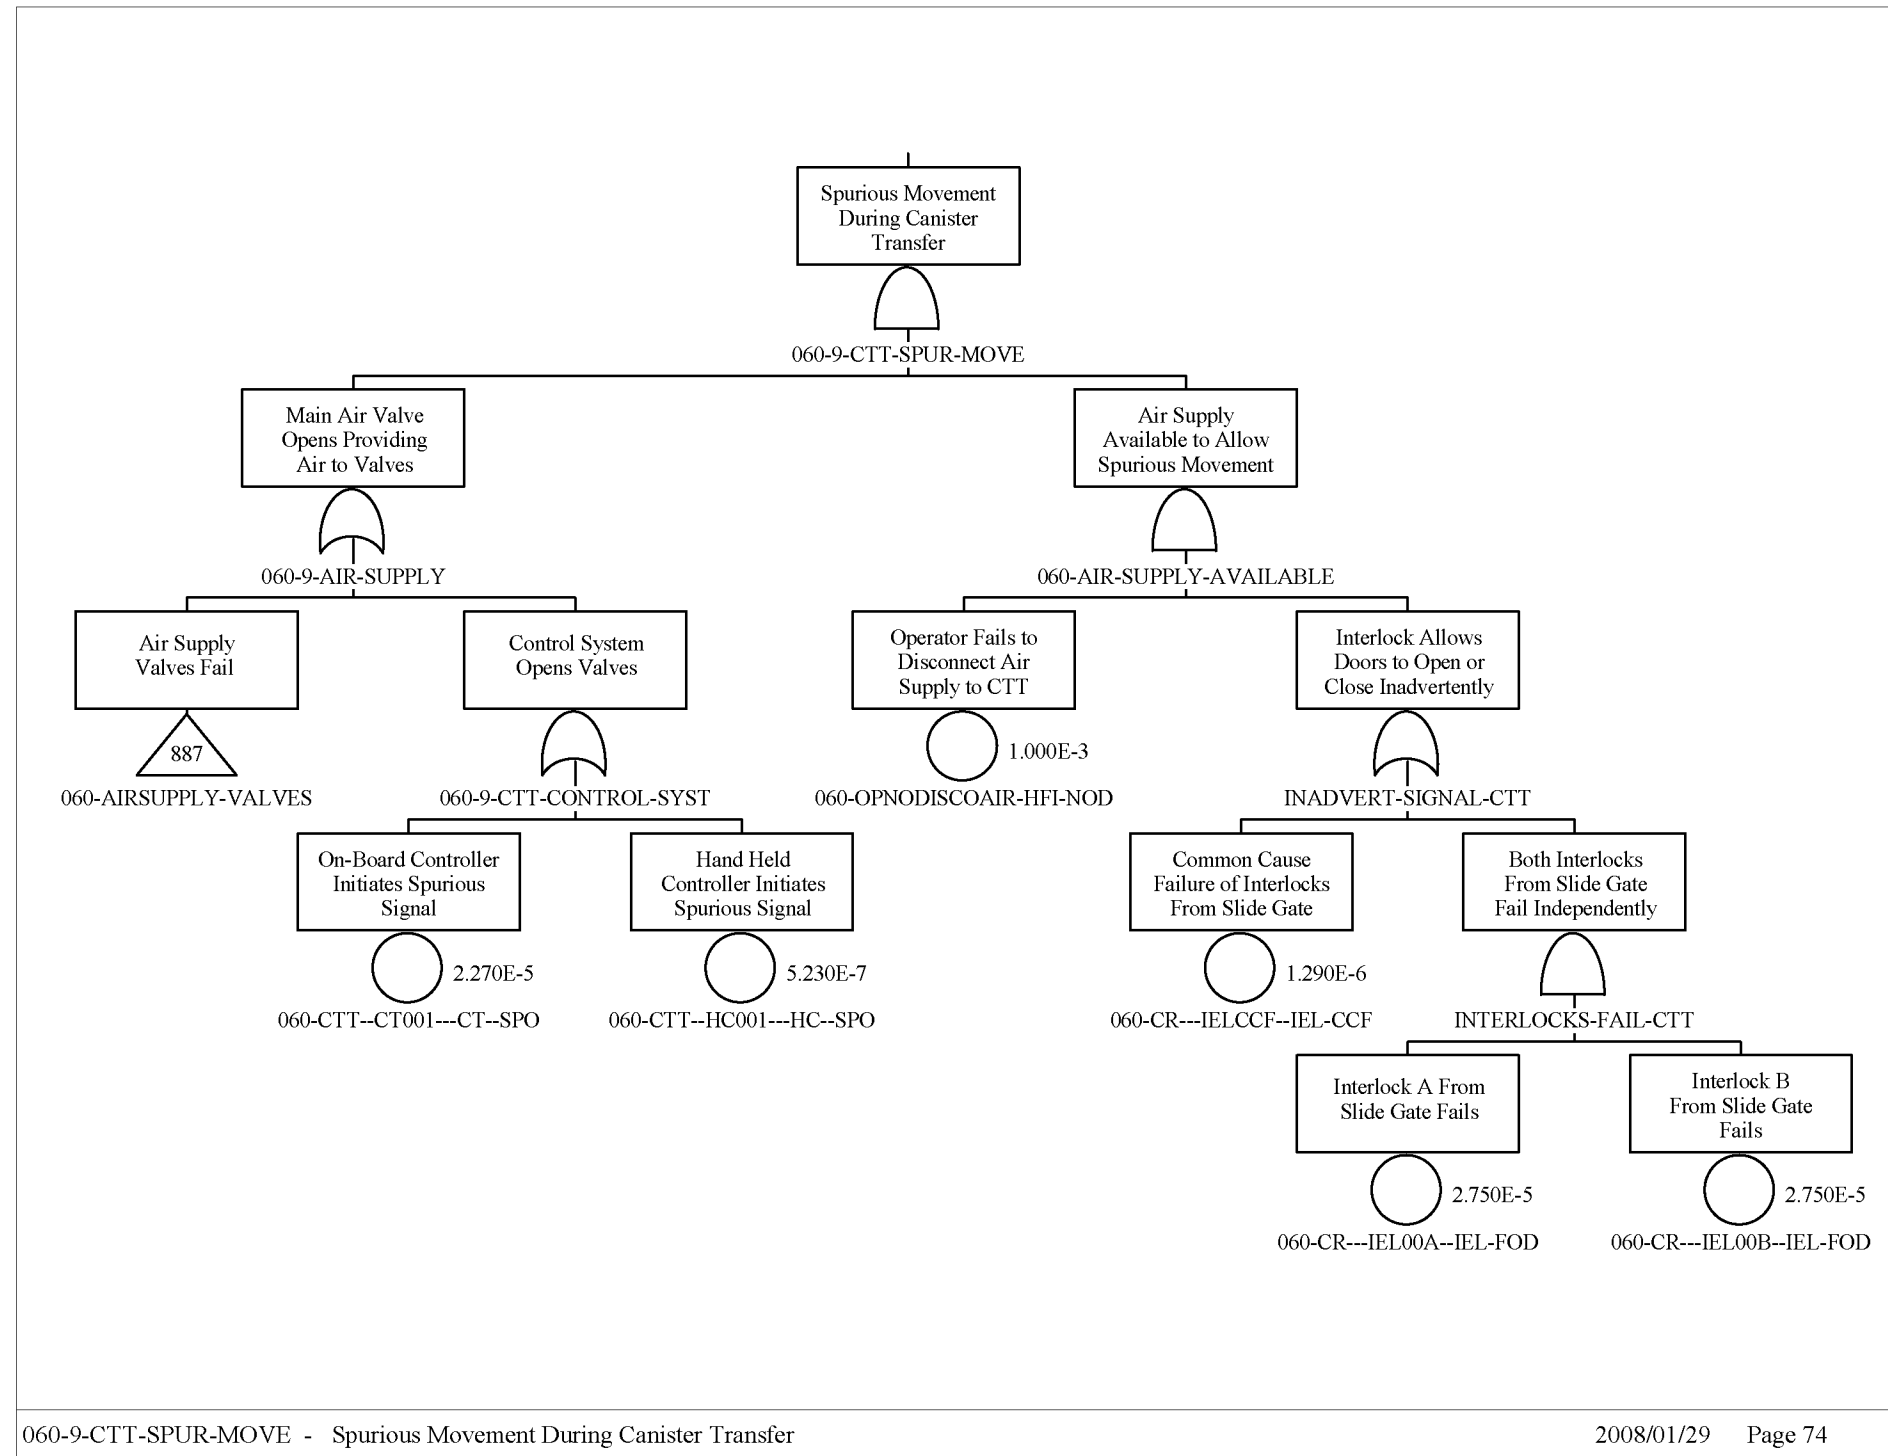 Spurious Movement
During Canister
Transfer
060-9-CTT-SPUR-MOVE
Main Air Valve
Opens Providing
Air to Valves
060-9-AIR-SUPPLY
Air Supply
Available to Allow
Spurious Movement
060-AIR-SUPPLY-AVAILABLE
Air Supply
Valves Fail
887
060-AIRSUPPLY-VALVES
Control System
Opens Valves
060-9-CTT-CONTROL-SYST
Operator Fails to
Disconnect Air
Supply to CTT
1.000E-3
060-OPNODISCOAIR-HFI-NOD
Interlock Allows
Doors to Open or
Close Inadvertently
INADVERT-SIGNAL-CTT
On-Board Controller
Initiates Spurious
Signal
2.270E-5
060-CTT--CT001---CT--SPO
Hand Held
Controller Initiates
Spurious Signal
5.230E-7
060-CTT--HC001---HC--SPO
Common Cause
Failure of Interlocks
From Slide Gate
1.290E-6
060-CR---IELCCF--IEL-CCF
Both Interlocks
From Slide Gate
Fail Independently
INTERLOCKS-FAIL-CTT
Interlock A From
Slide Gate Fails
2.750E-5
060-CR---IEL00A--IEL-FOD
Interlock B
From Slide Gate
Fails
2.750E-5
060-CR---IEL00B--IEL-FOD
060-9-CTT-SPUR-MOVE - Spurious Movement During Canister Transfer
2008/01/29 Page 74